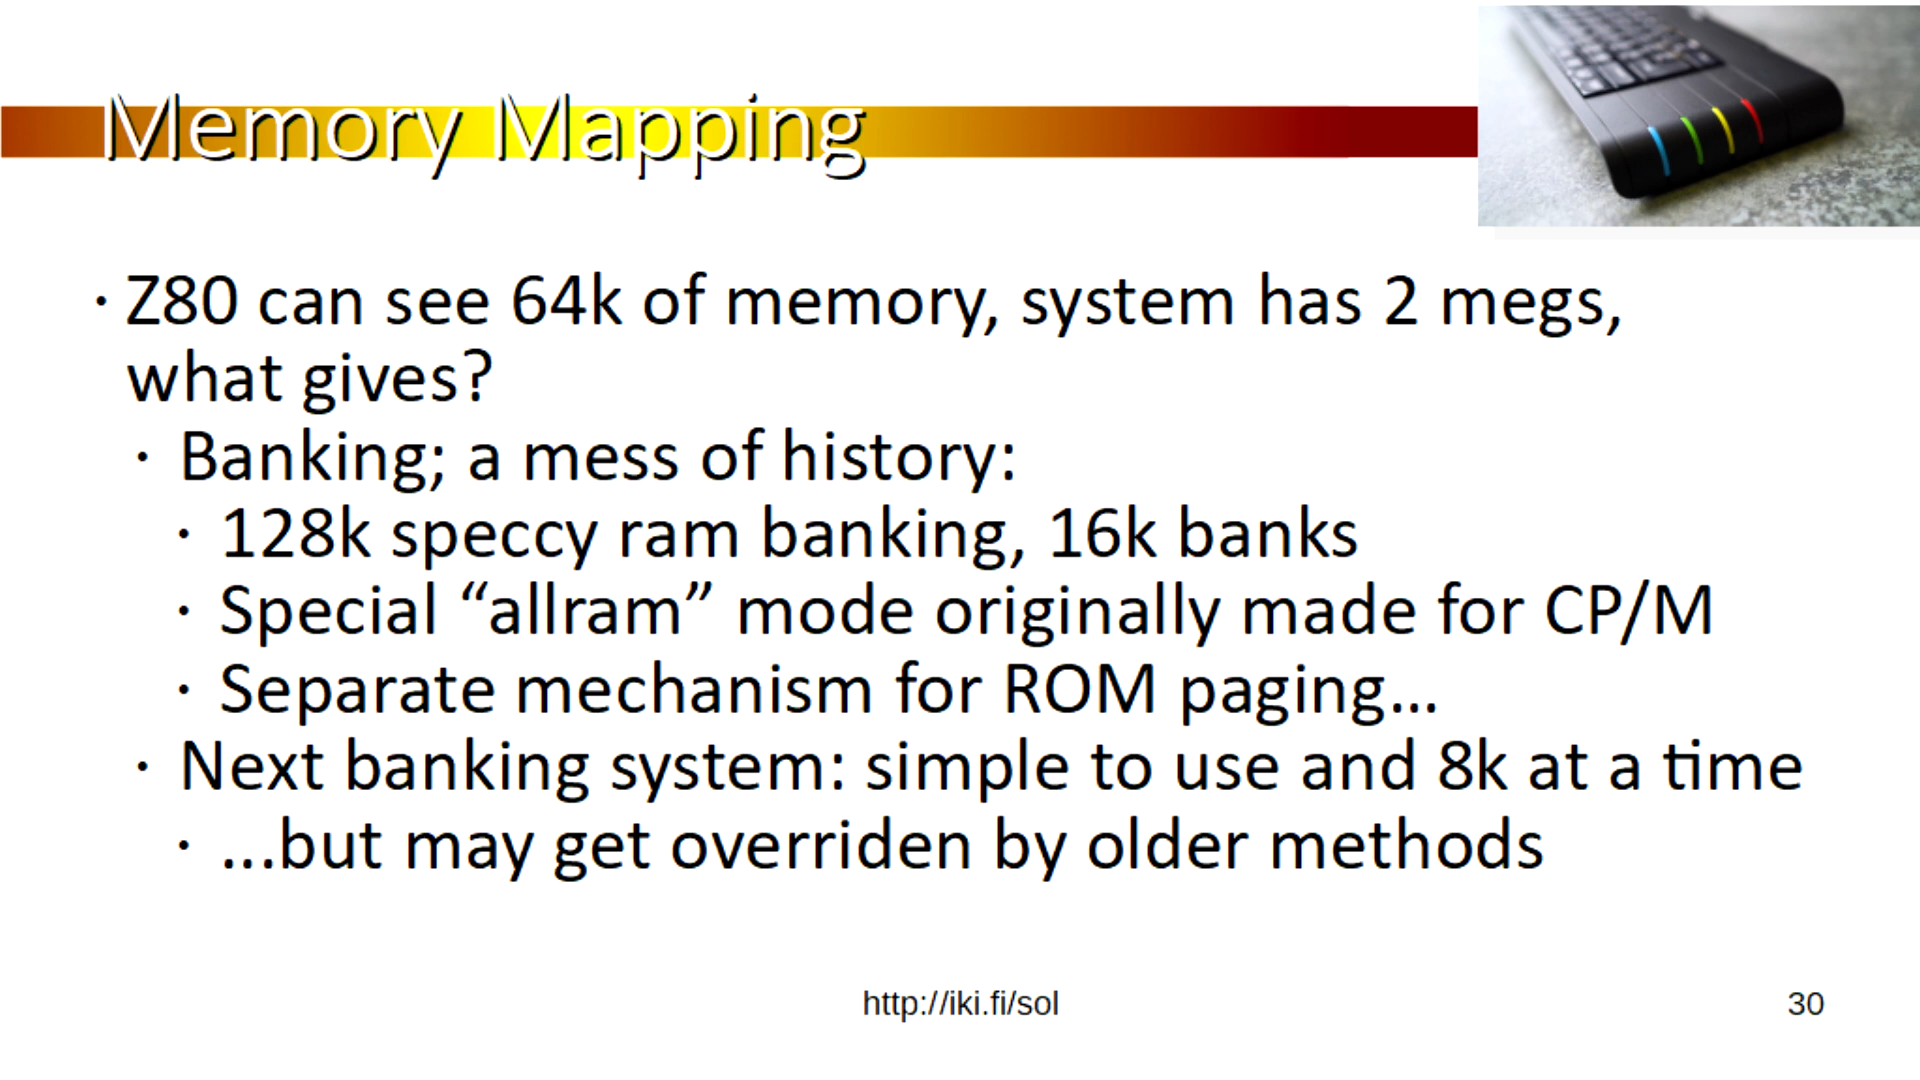 Memory Mapping
· Z80 can see 64k of memory, system has 2 megs,
what gives?
· Banking; a mess of history:
· 128k speccy ram banking, 16k banks
· Special “allram” mode originally made for CP/M
· Separate mechanism for ROM paging...
· Next banking system: simple to use and 8k at a time
· ...but may get overriden by older methods
http://iki.fi/sol
30